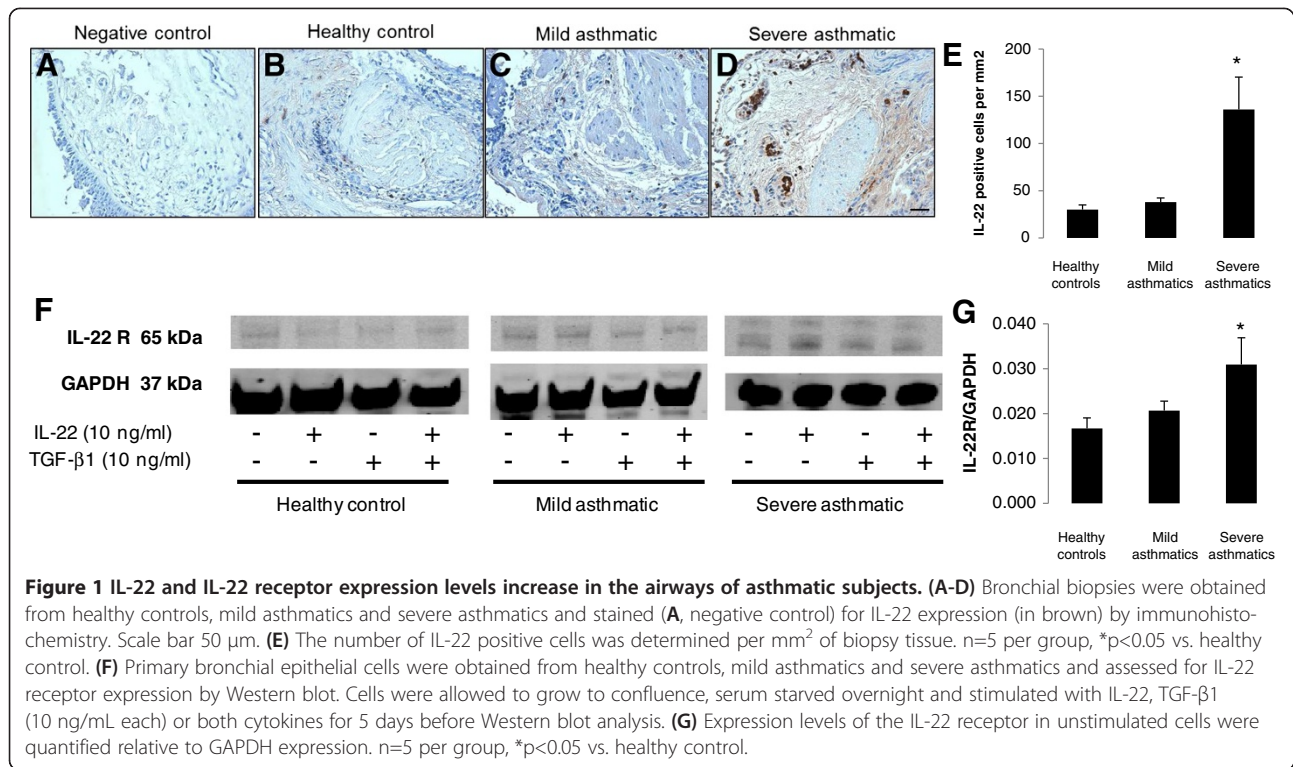 Negative control
Healthy control
Mild asthmatic
Severe asthmatic
A
B
C
D
E
200
150
100
50
0
IL-22 positive cells per mm2
*
Healthy controls
Mild asthmatics
Severe asthmatics
F
IL-22 R 65 kDa
GAPDH 37 kDa
IL-22 (10 ng/ml) - + - + - + - + - + - +
TGF-β1 (10 ng/ml) - - + + - - + + - - + +
Healthy control
Mild asthmatic
Severe asthmatic
G
0.040
0.030
0.020
0.010
0.000
IL-22R/GAPDH
*
Healthy controls
Mild asthmatics
Severe asthmatics
Figure 1 IL-22 and IL-22 receptor expression levels increase in the airways of asthmatic subjects. (A-D) Bronchial biopsies were obtained
from healthy controls, mild asthmatics and severe asthmatics and stained (A, negative control) for IL-22 expression (in brown) by immunohisto-
chemistry. Scale bar 50 μm. (E) The number of IL-22 positive cells was determined per mm² of biopsy tissue. n=5 per group, *p<0.05 vs. healthy
control. (F) Primary bronchial epithelial cells were obtained from healthy controls, mild asthmatics and severe asthmatics and assessed for IL-22
receptor expression by Western blot. Cells were allowed to grow to confluence, serum starved overnight and stimulated with IL-22, TGF-β1
(10 ng/mL each) or both cytokines for 5 days before Western blot analysis. (G) Expression levels of the IL-22 receptor in unstimulated cells were
quantified relative to GAPDH expression. n=5 per group, *p<0.05 vs. healthy control.